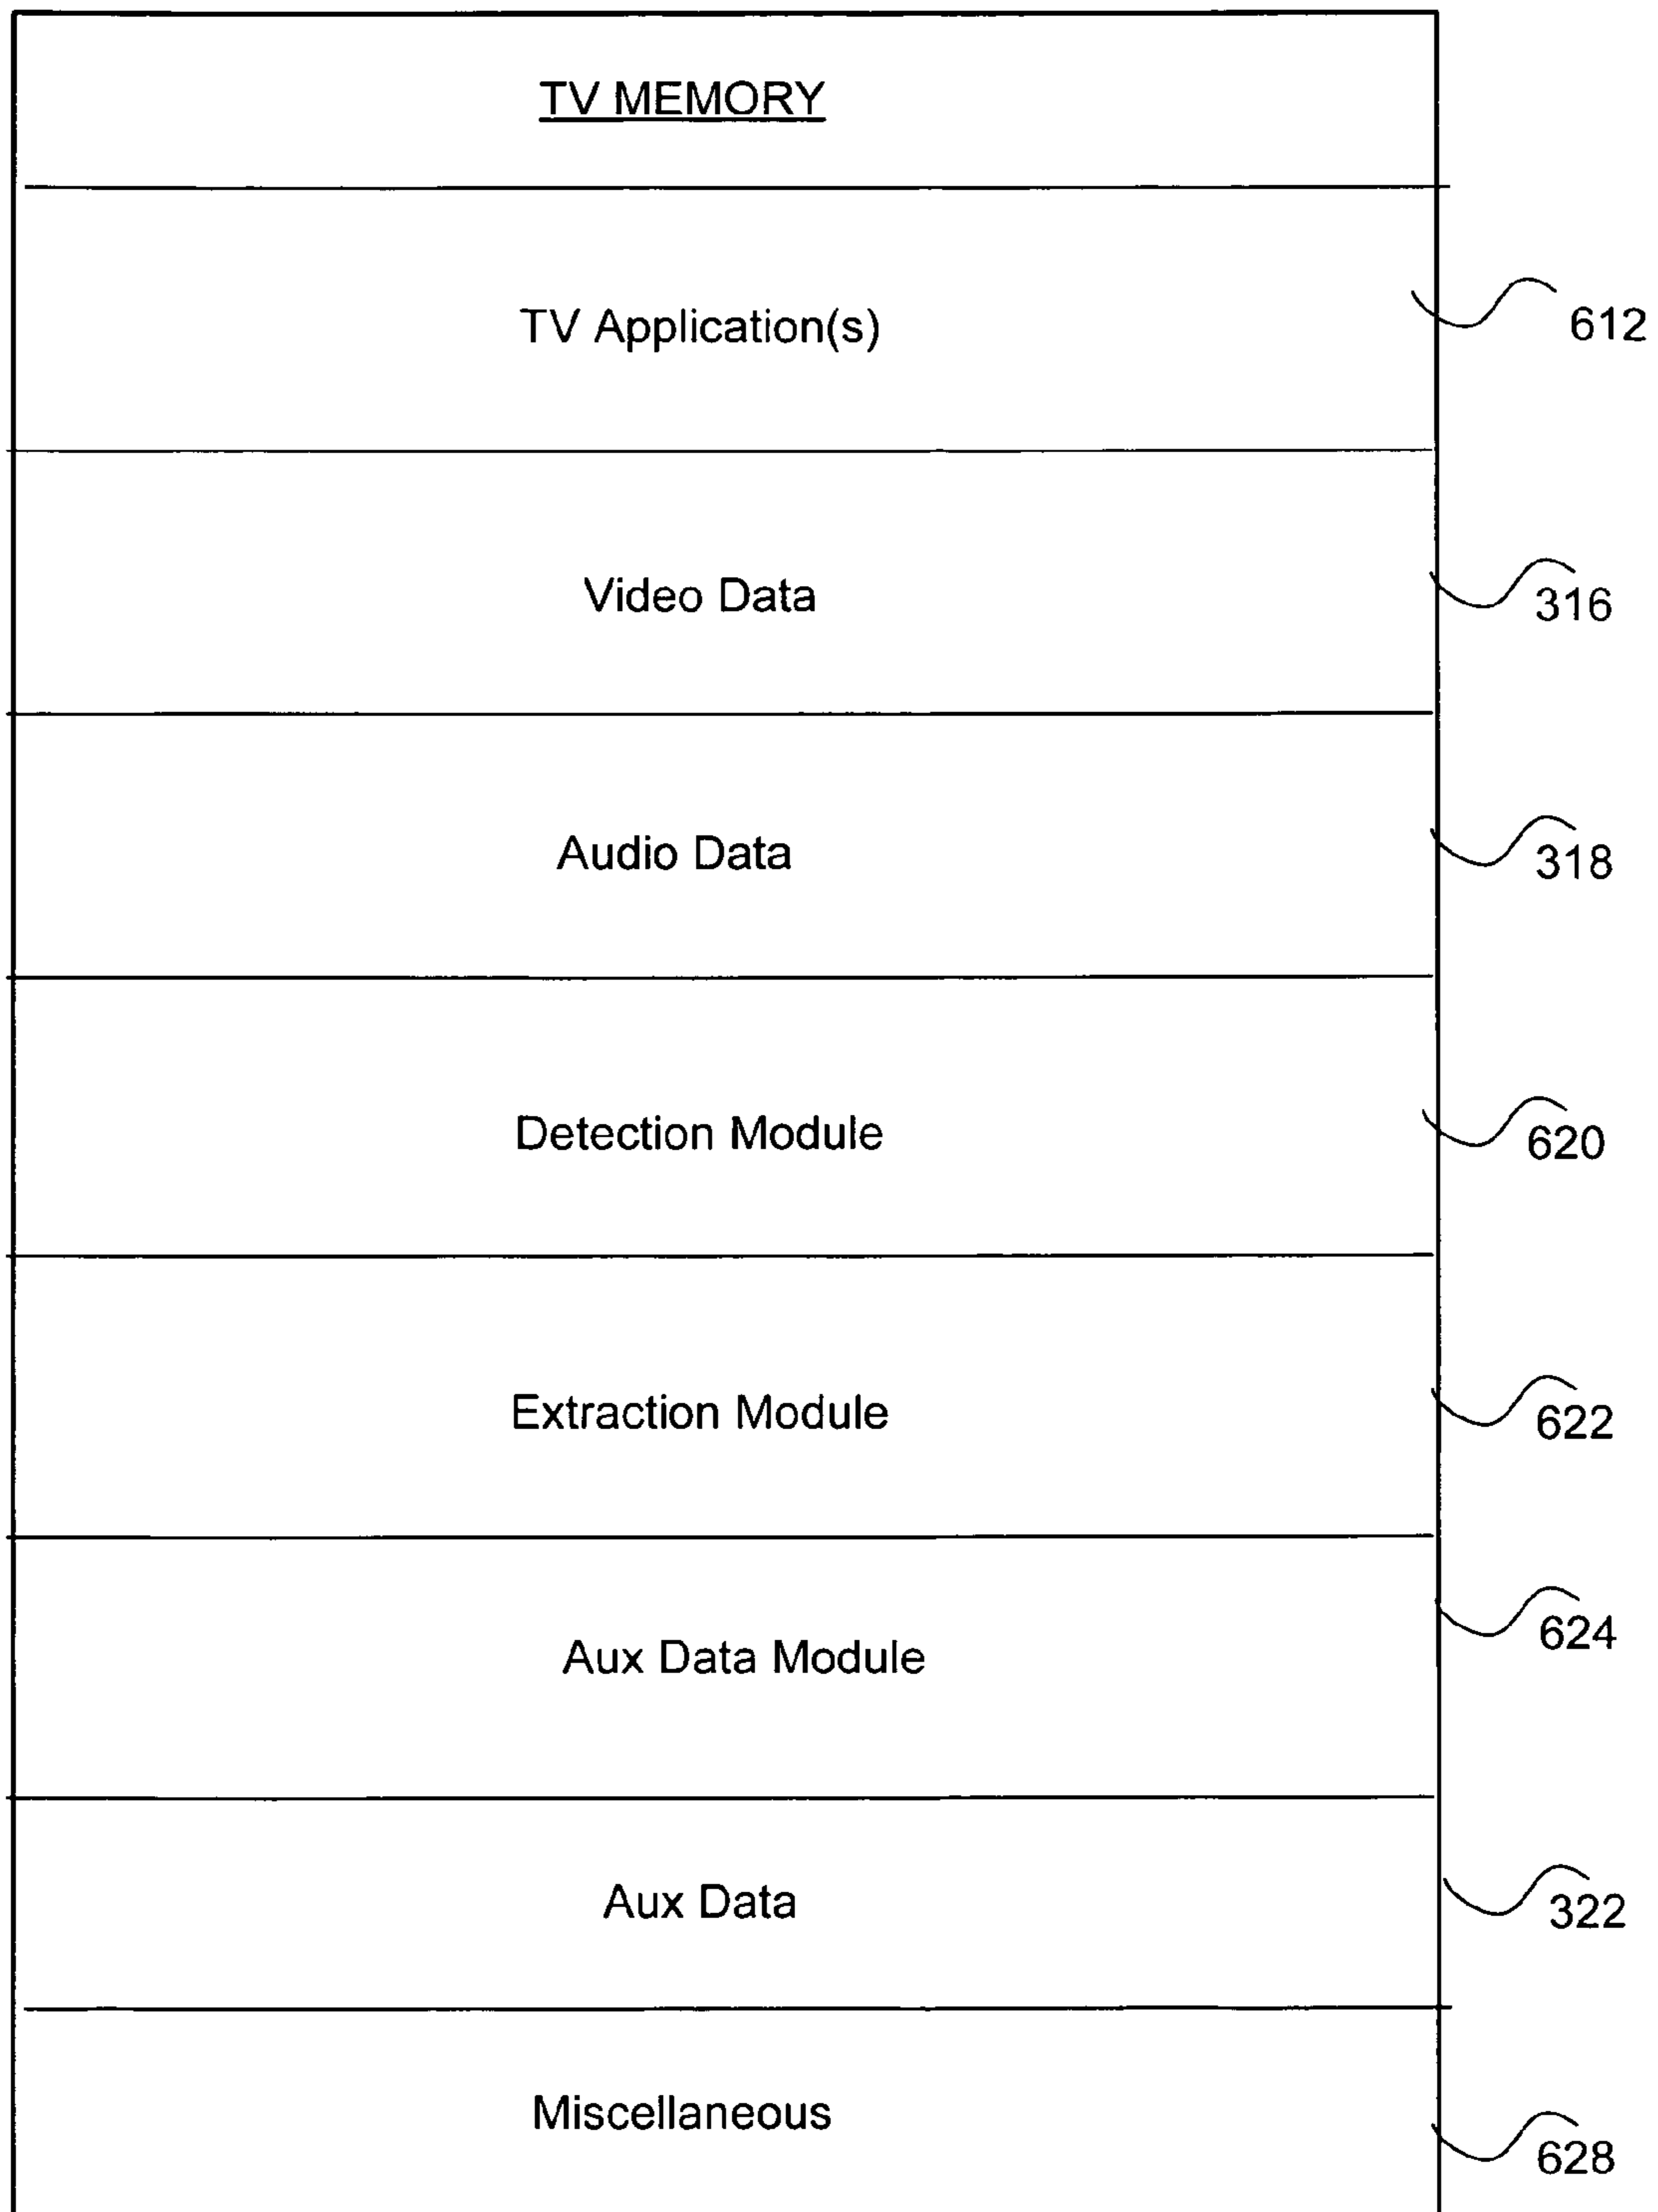 TV MEMORY
TV Application(s)
612
Video Data
316
Audio Data
318
Detection Module
620
Extraction Module
622
Aux Data Module
624
Aux Data
322
Miscellaneous
628